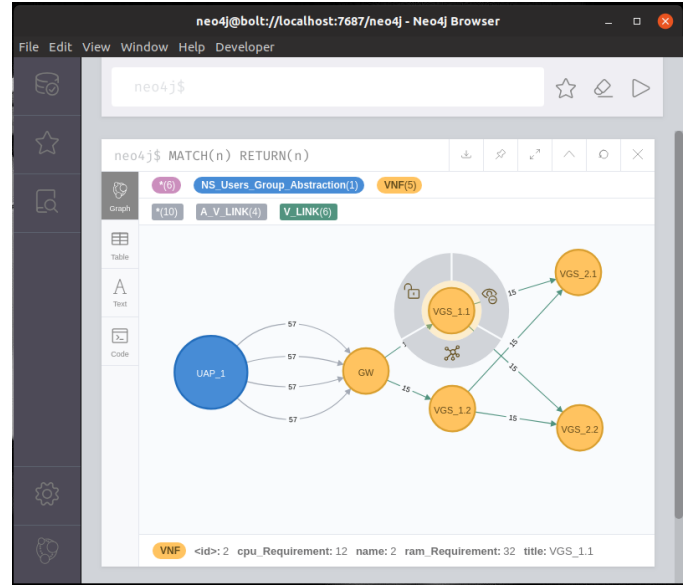 neo4j@bolt://localhost:7687/neo4j - Neo4j Browser
File Edit View Window Help Developer
neo4j$
neo4j$ MATCH(n) RETURN(n)
Graph
*(6) NS_Users_Group_Abstraction(1) VNF(5)
*(10) A_V_LINK(4) V_LINK(6)
Table
A
Text
Code
57
57
57
57
UAP_1
GW
VGS_1.1
15
VGS_2.1
15
15
15
VGS_1.2
15
VGS_2.2
VNF <id>: 2 cpu_Requirement: 12 name: 2 ram_Requirement: 32 title: VGS_1.1